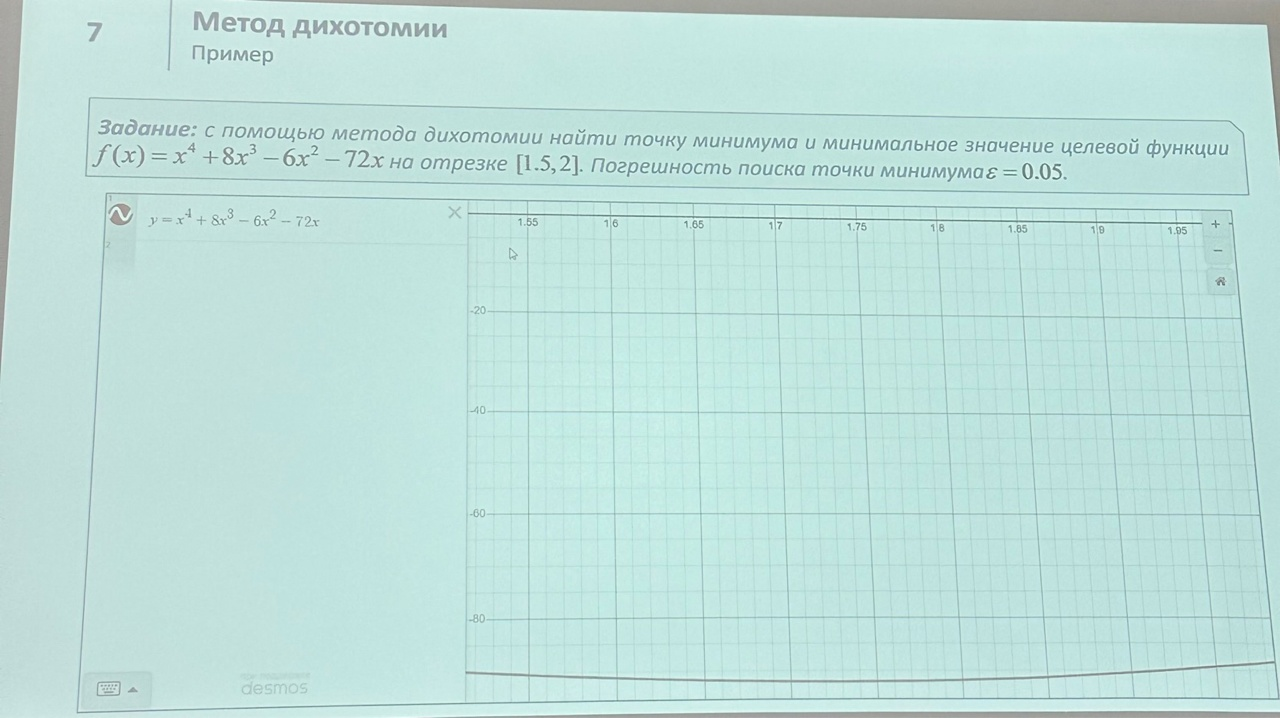 7
Метод дихотомии
Пример
Задание: с помощью метода дихотомии найти точку минимума и минимальное значение целевой функции
f(x) = x⁴ + 8x³ − 6x² − 72x на отрезке [1.5, 2]. Погрешность поиска точки минимума ε = 0.05.
1
y = x⁴ + 8x³ − 6x² − 72x
2
1.55 1.6 1.65 1.7 1.75 1.8 1.85 1.9 1.95
+
−
-20
-40
-60
-80
desmos